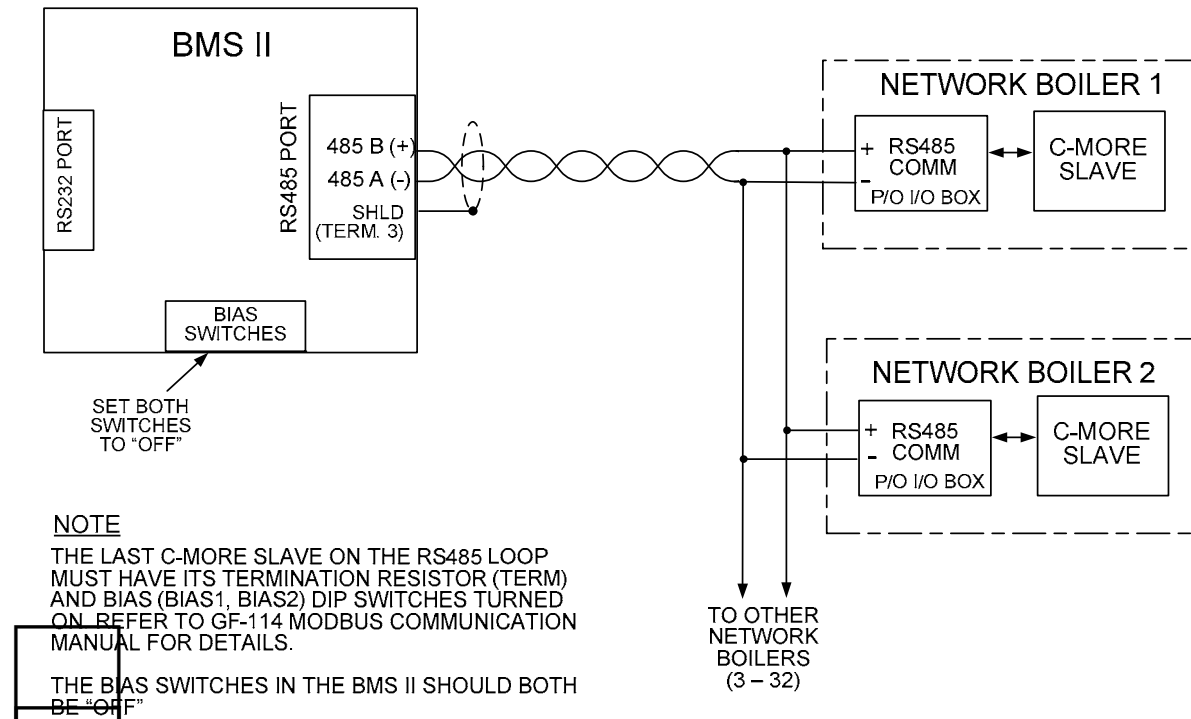 BMS II
RS232 PORT
RS485 PORT
485 B (+)
485 A (-)
SHLD
(TERM. 3)
BIAS
SWITCHES
SET BOTH
SWITCHES
TO “OFF”
NETWORK BOILER 1
+ RS485
COMM
-
P/O I/O BOX
C-MORE
SLAVE
NETWORK BOILER 2
+ RS485
COMM
-
P/O I/O BOX
C-MORE
SLAVE
TO OTHER
NETWORK
BOILERS
(3 – 32)
NOTE
THE LAST C-MORE SLAVE ON THE RS485 LOOP
MUST HAVE ITS TERMINATION RESISTOR (TERM)
AND BIAS (BIAS1, BIAS2) DIP SWITCHES TURNED
ON. REFER TO GF-114 MODBUS COMMUNICATION
MANUAL FOR DETAILS.
THE BIAS SWITCHES IN THE BMS II SHOULD BOTH
BE “OFF”